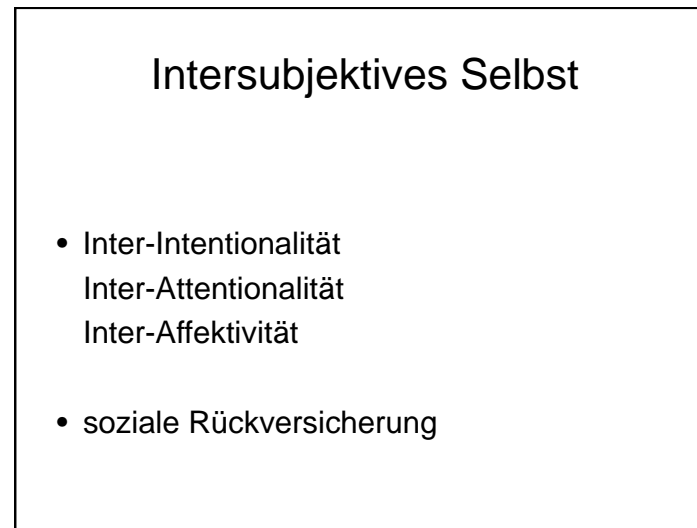 Intersubjektives Selbst
• Inter-Intentionalität
Inter-Attentionalität
Inter-Affektivität
• soziale Rückversicherung